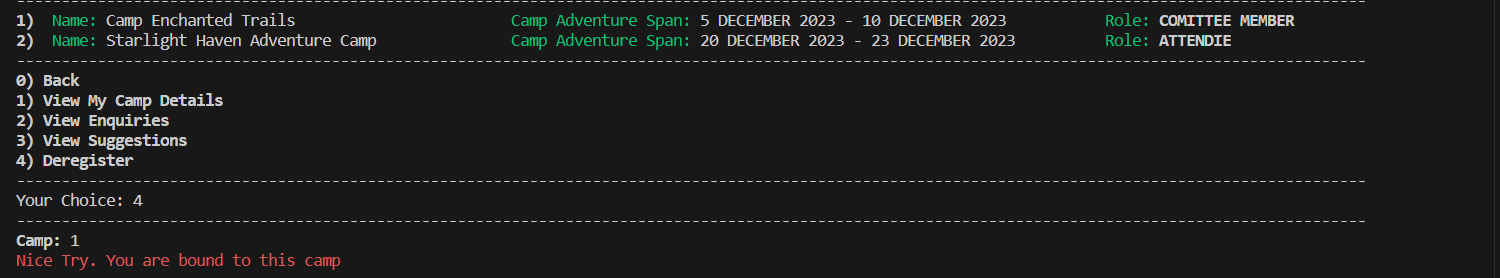 1) Name: Camp Enchanted Trails Camp Adventure Span: 5 DECEMBER 2023 - 10 DECEMBER 2023 Role: COMITTEE MEMBER
2) Name: Starlight Haven Adventure Camp Camp Adventure Span: 20 DECEMBER 2023 - 23 DECEMBER 2023 Role: ATTENDIE
0) Back
1) View My Camp Details
2) View Enquiries
3) View Suggestions
4) Deregister
Your Choice: 4
Camp: 1
Nice Try. You are bound to this camp